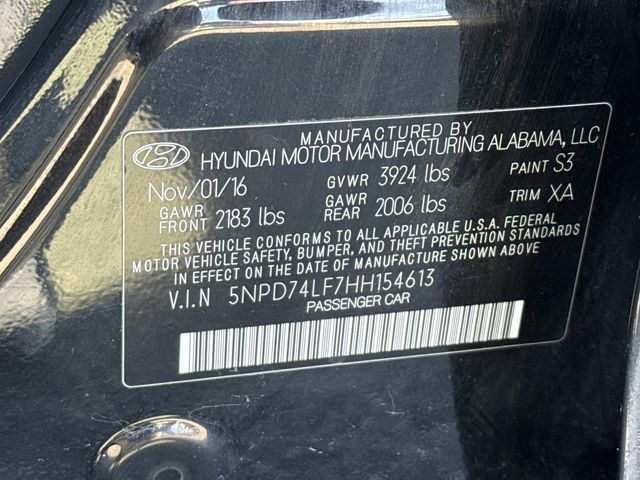 MANUFACTURED BY
HYUNDAI MOTOR MANUFACTURING ALABAMA, LLC
Nov/01/16 GVWR 3924 lbs PAINT S3
GAWR FRONT 2183 lbs GAWR REAR 2006 lbs TRIM XA
THIS VEHICLE CONFORMS TO ALL APPLICABLE U.S.A. FEDERAL
MOTOR VEHICLE SAFETY, BUMPER, AND THEFT PREVENTION STANDARDS
IN EFFECT ON THE DATE OF MANUFACTURE SHOWN ABOVE
V.I.N 5NPD74LF7HH154613
PASSENGER CAR